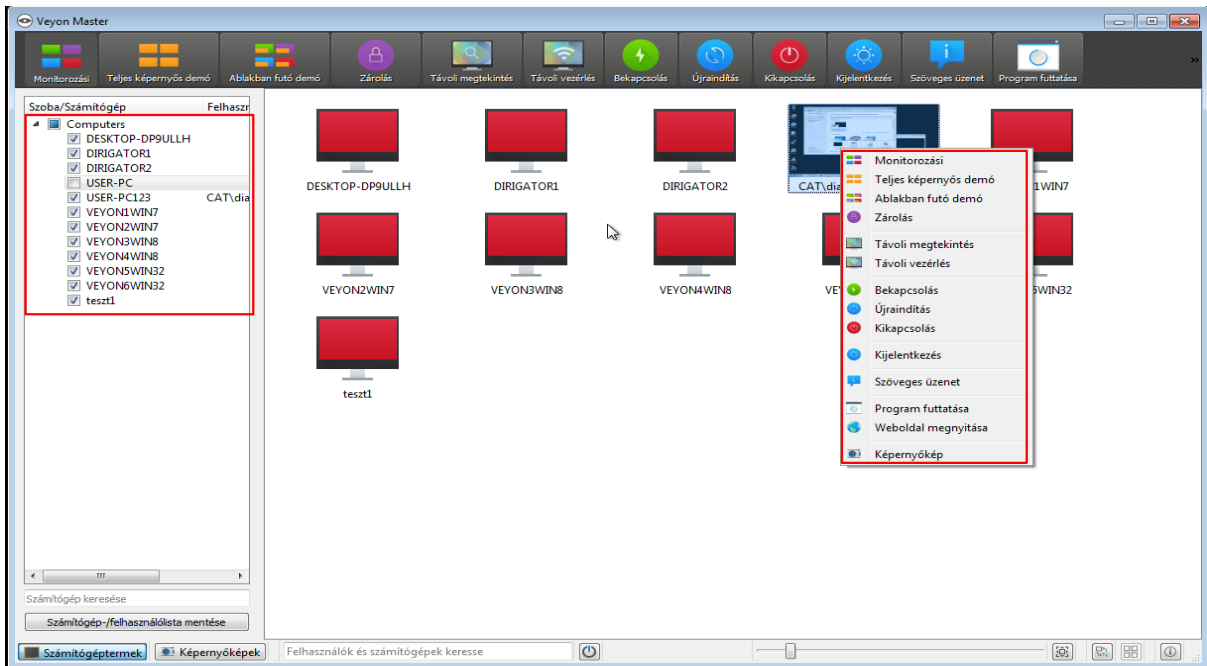 Veyon Master
Monitorozási
Teljes képernyős demó
Ablakban futó demó
Zárolás
Távoli megtekintés
Távoli vezérlés
Bekapcsolás
Újraindítás
Kikapcsolás
Kijelentkezés
Szöveges üzenet
Program futtatása
»
Szoba/Számítógép Felhaszr
Computers
DESKTOP-DP9ULLH
DIRIGATOR1
DIRIGATOR2
USER-PC
USER-PC123 CAT\dia
VEYON1WIN7
VEYON2WIN7
VEYON3WIN8
VEYON4WIN8
VEYON5WIN32
VEYON6WIN32
teszt1
Számítógép keresése
Számítógép-/felhasználólista mentése
Számítógéptermek
Képernyőképek
DESKTOP-DP9ULLH
DIRIGATOR1
DIRIGATOR2
CAT\dia
1WIN7
VEYON2WIN7
VEYON3WIN8
VEYON4WIN8
VE
5WIN32
teszt1
Monitorozási
Teljes képernyős demó
Ablakban futó demó
Zárolás
Távoli megtekintés
Távoli vezérlés
Bekapcsolás
Újraindítás
Kikapcsolás
Kijelentkezés
Szöveges üzenet
Program futtatása
Weboldal megnyitása
Képernyőkép
Felhasználók és számítógépek keresse